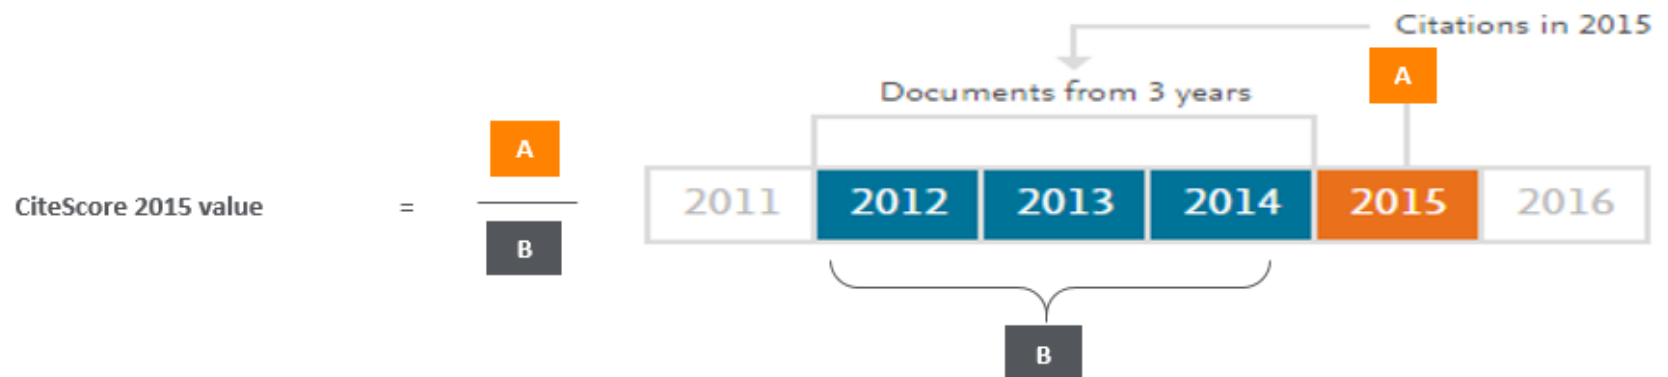 Citations in 2015
A
Documents from 3 years
A
CiteScore 2015 value =
B
2011 2012 2013 2014 2015 2016
B